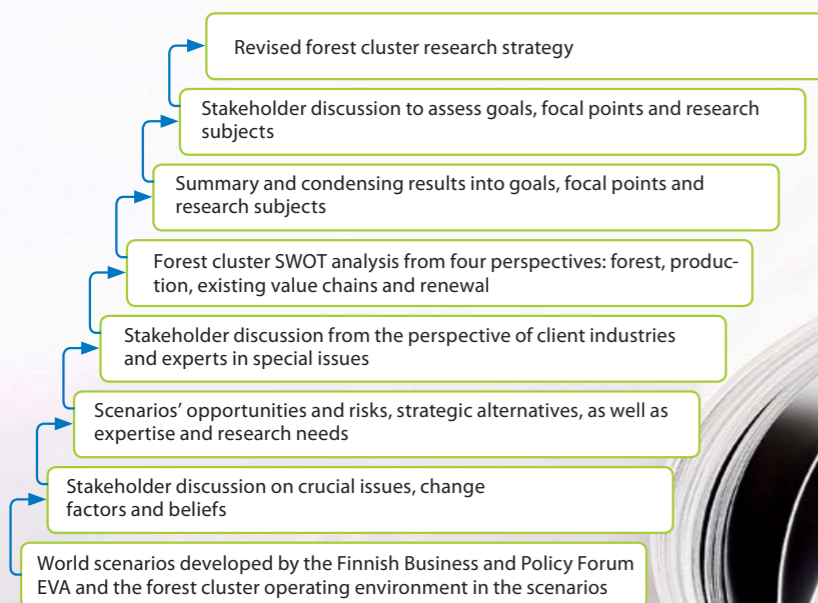 Revised forest cluster research strategy
Stakeholder discussion to assess goals, focal points and research
subjects
Summary and condensing results into goals, focal points and
research subjects
Forest cluster SWOT analysis from four perspectives: forest, produc-
tion, existing value chains and renewal
Stakeholder discussion from the perspective of client industries
and experts in special issues
Scenarios' opportunities and risks, strategic alternatives, as well as
expertise and research needs
Stakeholder discussion on crucial issues, change
factors and beliefs
World scenarios developed by the Finnish Business and Policy Forum
EVA and the forest cluster operating environment in the scenarios